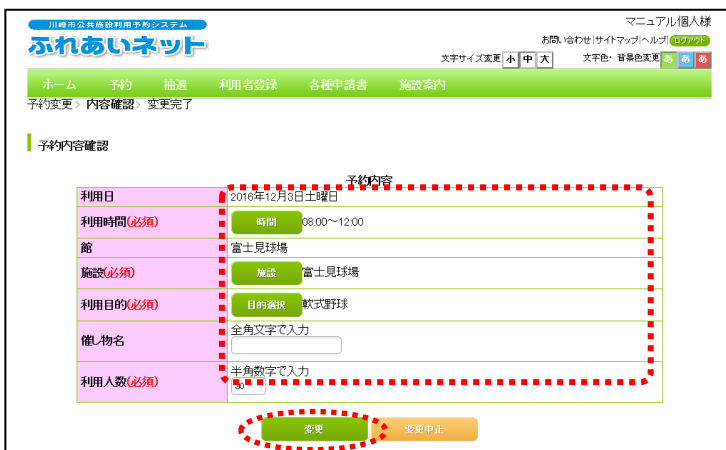 マニュアル個人様
川崎市公共施設利用予約システム
ふれあいネット
お問い合わせ|サイトマップ|ヘルプ|ログアウト
文字サイズ変更 小 中 大 文字色・背景色変更 あ あ あ
ホーム 予約 抽選 利用者登録 各種申請書 施設案内
予約変更> 内容確認> 変更完了
予約内容確認
予約内容
利用日 2016年12月3日土曜日
利用時間(必須) 時間 08:00～12:00
館 富士見球場
施設(必須) 施設 富士見球場
利用目的(必須) 目的選択 軟式野球
催し物名 全角文字で入力
利用人数(必須) 半角数字で入力
変更 変更中止